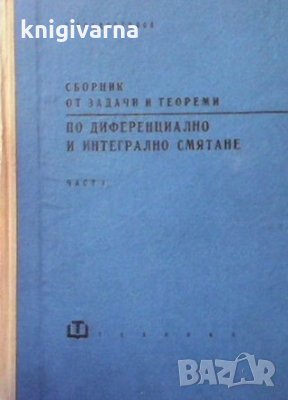 knigivarna
СБОРНИК
ОТ ЗАДАЧИ И ТЕОРЕМИ
ПО ДИФЕРЕНЦИАЛНО
И ИНТЕГРАЛНО СМЯТАНЕ
ЧАСТ I
ТЕХНИКА
BAZAR